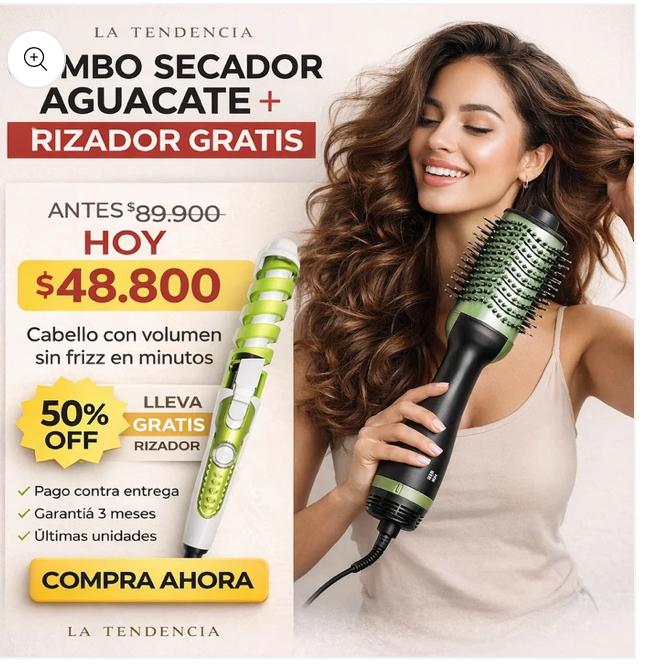 LA TENDENCIA
MBO SECADOR
AGUACATE +
RIZADOR GRATIS
ANTES $89.900
HOY
$48.800
Cabello con volumen
sin frizz en minutos
50%
OFF
LLEVA
GRATIS
RIZADOR
✓ Pago contra entrega
✓ Garantiá 3 meses
✓ Últimas unidades
COMPRA AHORA
LA TENDENCIA